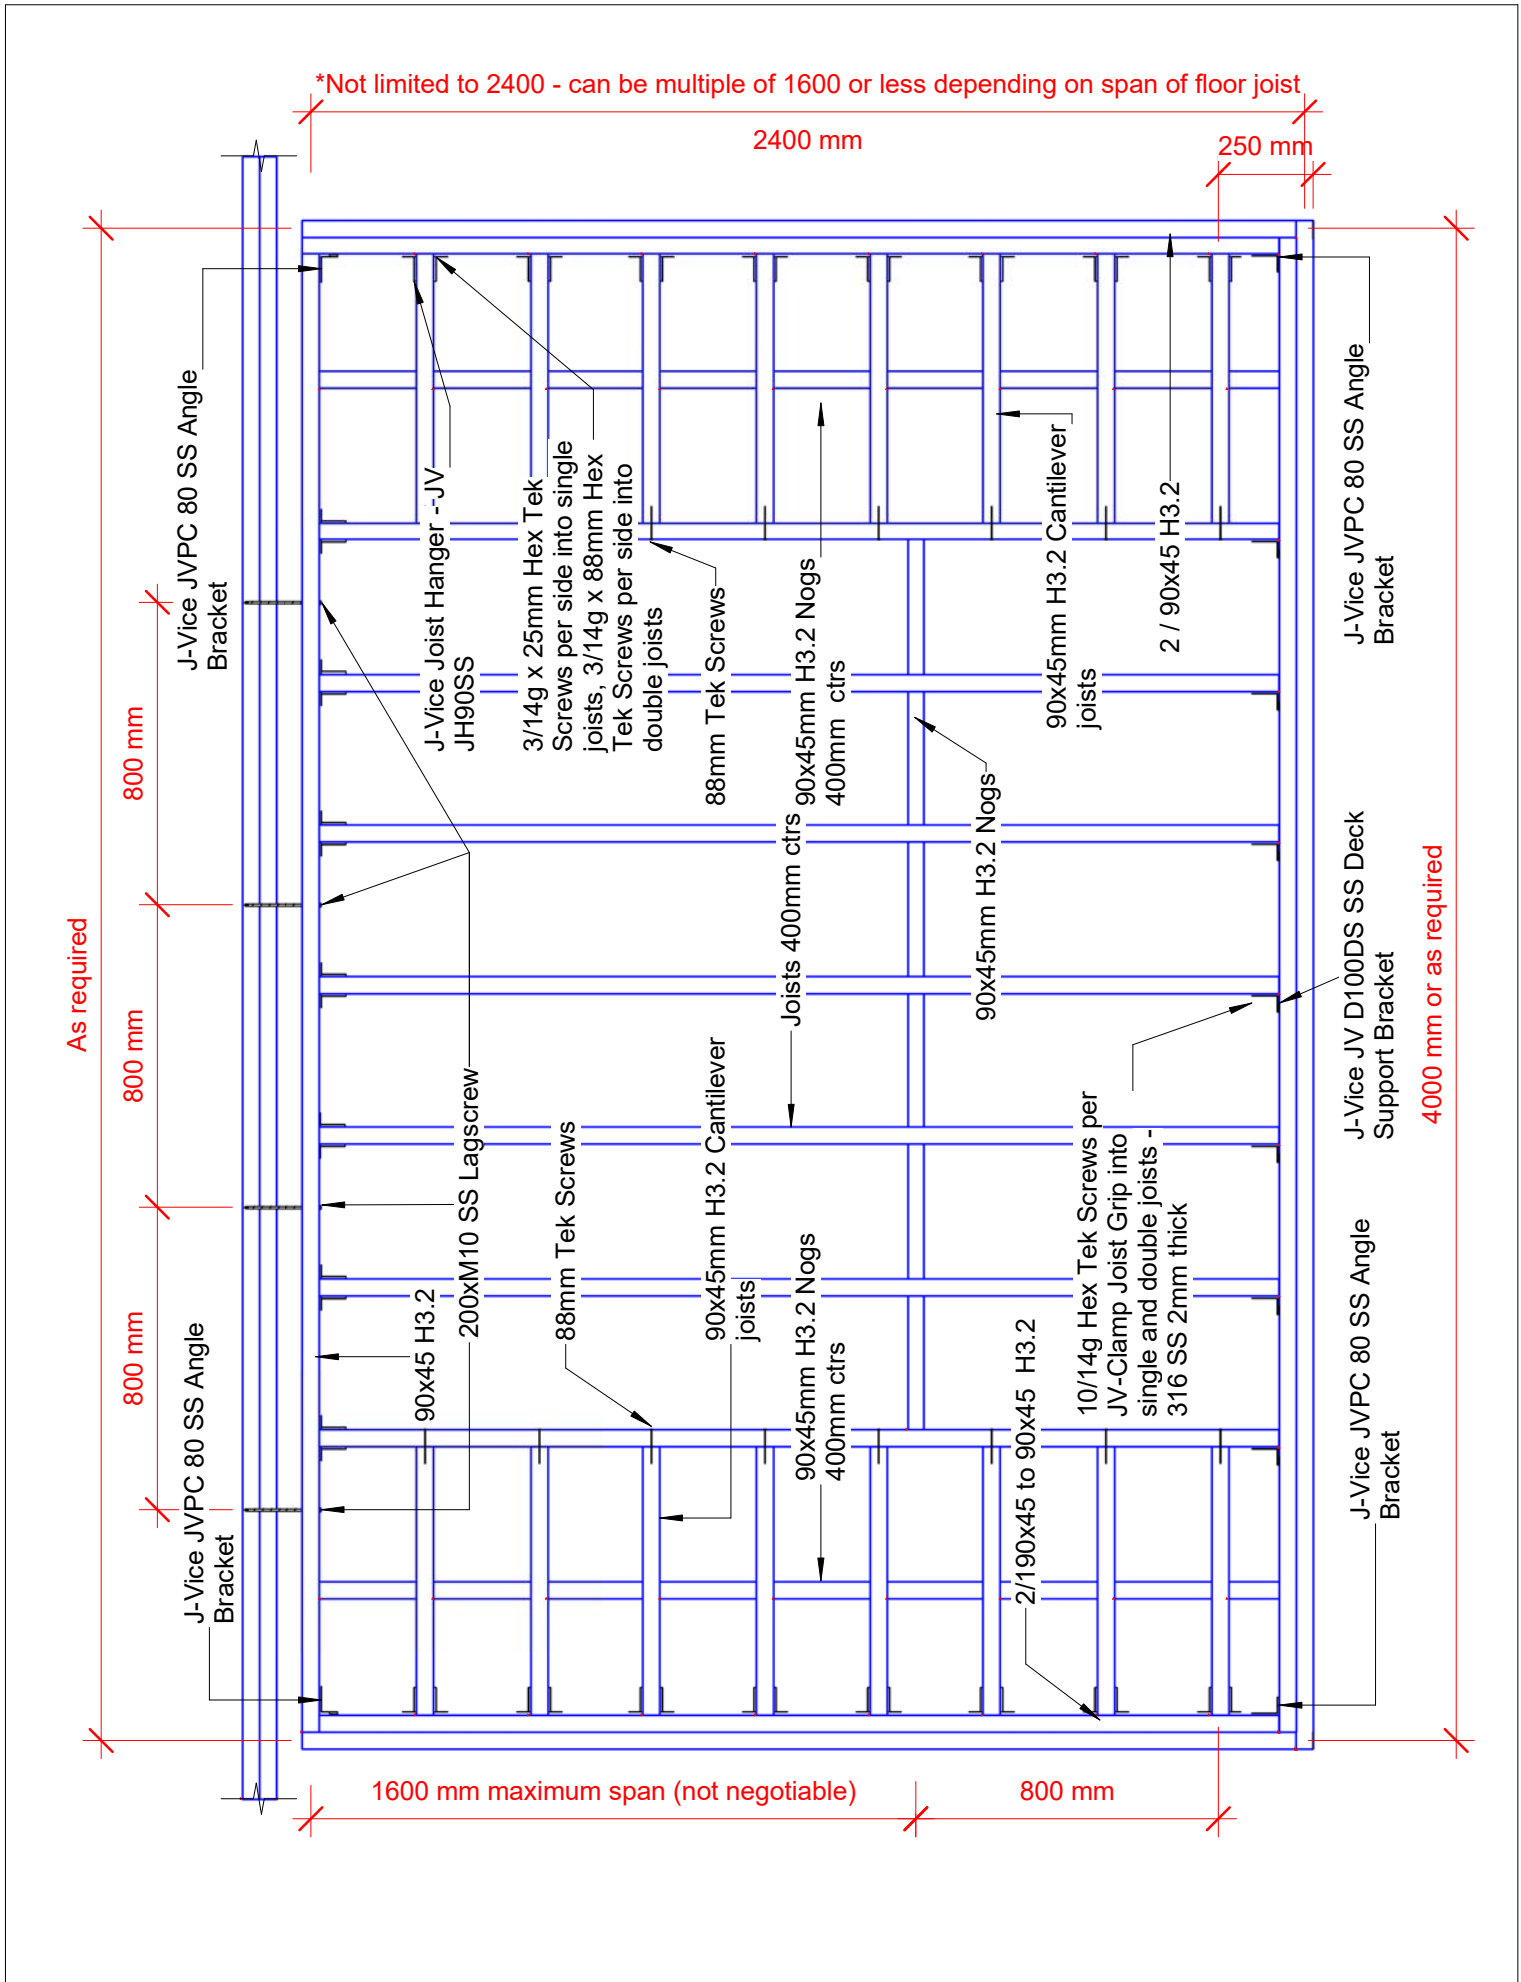 *Not limited to 2400 - can be multiple of 1600 or less depending on span of floor joist
2400 mm
250 mm
As required
800 mm
800 mm
800 mm
J-Vice JVPC 80 SS Angle
Bracket
J-Vice JVPC 80 SS Angle
Bracket
J-Vice Joist Hanger - JV
JH90SS
3/14g x 25mm Hex Tek
Screws per side into single
joists, 3/14g x 88mm Hex
Tek Screws per side into
double joists
88mm Tek Screws
90x45mm H3.2 Nogs
400mm ctrs
90x45mm H3.2 Cantilever
joists
2 / 90x45 H3.2
J-Vice JVPC 80 SS Angle
Bracket
Joists 400mm ctrs
90x45mm H3.2 Nogs
J-Vice JV D100DS SS Deck
Support Bracket
4000 mm or as required
90x45 H3.2
200xM10 SS Lagscrew
88mm Tek Screws
90x45mm H3.2 Cantilever
joists
90x45mm H3.2 Nogs
400mm ctrs
2/190x45 to 90x45 H3.2
10/14g Hex Tek Screws per
JV-Clamp Joist Grip into
single and double joists -
316 SS 2mm thick
J-Vice JVPC 80 SS Angle
Bracket
1600 mm maximum span (not negotiable)
800 mm